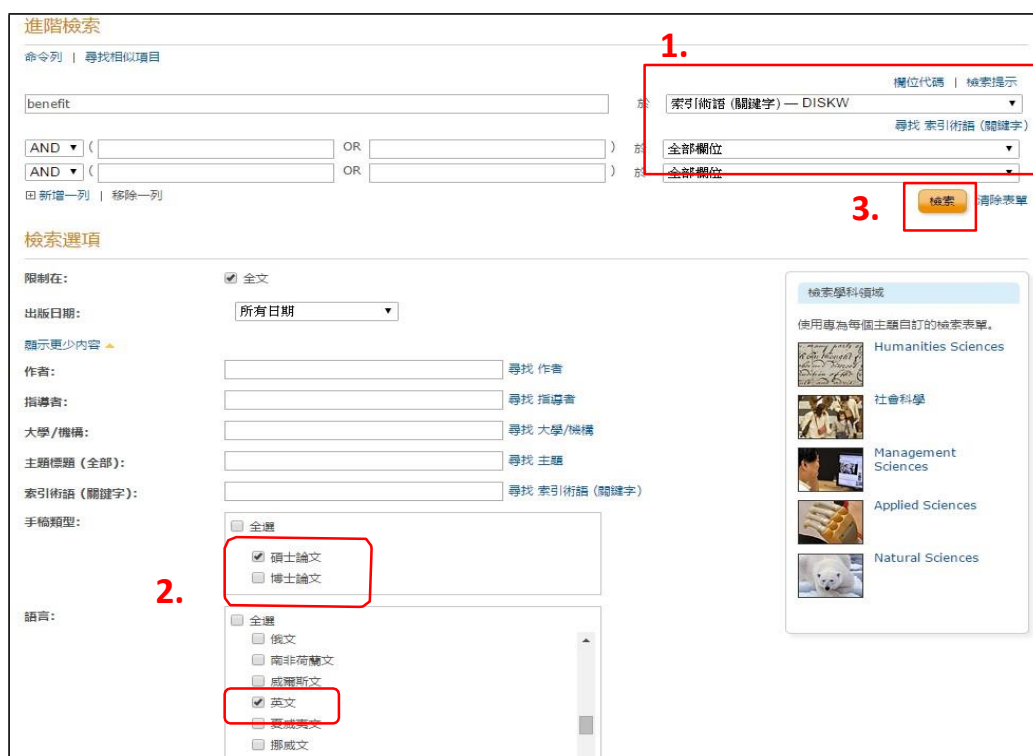 進階檢索
命令列 | 尋找相似項目
1.
欄位代碼 | 檢索提示
benefit 於 索引術語 (關鍵字) — DISKW
尋找 索引術語 (關鍵字)
AND ( OR ) 於 全部欄位
AND ( OR ) 於 全部欄位
新增一列 | 移除一列
3. 檢索 清除表單
檢索選項
限制在: 全文
出版日期: 所有日期
顯示更少內容
作者: 尋找 作者
指導者: 尋找 指導者
大學/機構: 尋找 大學/機構
主題標題 (全部): 尋找 主題
索引術語 (關鍵字): 尋找 索引術語 (關鍵字)
手稿類型: 全選
碩士論文
博士論文
2.
語言: 全選
俄文
南非荷蘭文
威爾斯文
英文
夏威夷文
挪威文
檢索學科領域
使用專為每個主題自訂的檢索表單。
Humanities Sciences
社會科學
Management
Sciences
Applied Sciences
Natural Sciences